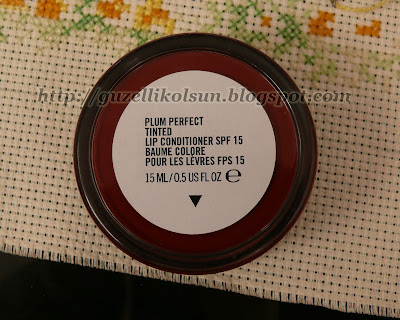 http://guzellikolsun.blogspot.com/
PLUM PERFECT
TINTED
LIP CONDITIONER SPF 15
BAUME COLORE
POUR LES LÈVRES FPS 15
15 ML/0.5 US FL OZ ℮